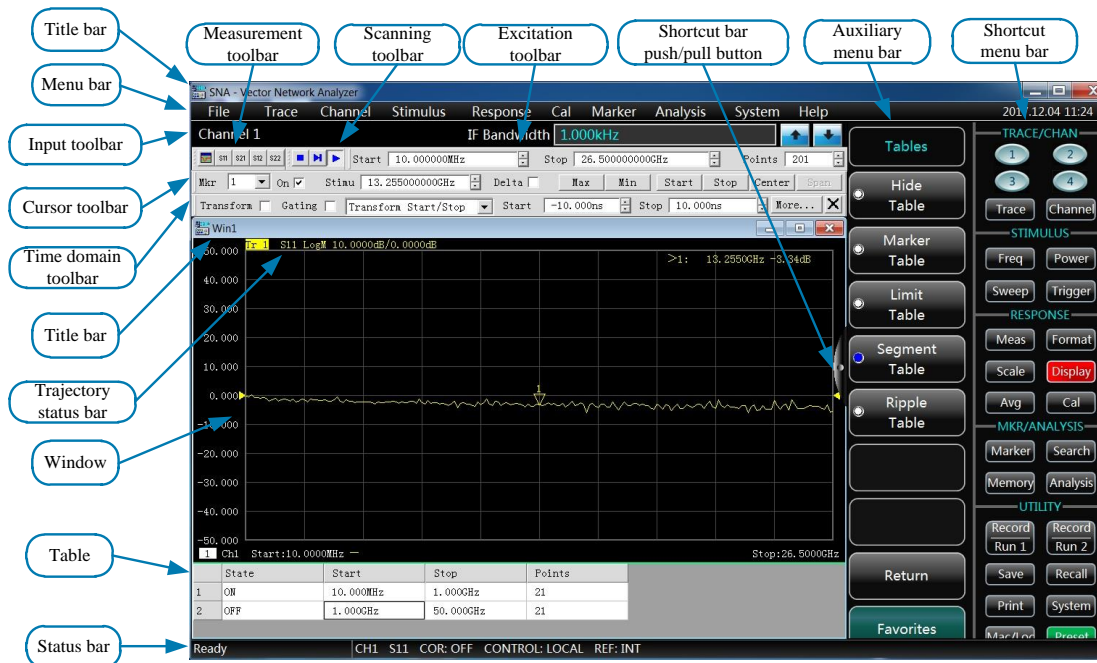 Title bar
Measurement toolbar
Scanning toolbar
Excitation toolbar
Shortcut bar push/pull button
Auxiliary menu bar
Shortcut menu bar
Menu bar
Input toolbar
Cursor toolbar
Time domain toolbar
Title bar
Trajectory status bar
Window
Table
Status bar
SNA - Vector Network Analyzer
File Trace Channel Stimulus Response Cal Marker Analysis System Help
12.04 11:24
Channel 1 IF Bandwidth 1.000kHz
S11 S21 S12 S22 Start 10.000000MHz Stop 26.500000000GHz Points 201
Mkr 1 On Stimu 13.255000000GHz Delta Max Min Start Stop Center Span
Transform Gating Transform Start/Stop Start -10.000ns Stop 10.000ns More...
Win1
Tr 1 S11 LogM 10.0000dB/0.0000dB
>1: 13.2550GHz -3.34dB
50.000
40.000
30.000
20.000
10.000
0.000
-10.000
-20.000
-30.000
-40.000
-50.000
1
1 Ch1 Start:10.0000MHz — Stop:26.5000GHz
State Start Stop Points
1 ON 10.000MHz 1.000GHz 21
2 OFF 1.000GHz 50.000GHz 21
Ready CH1 S11 COR: OFF CONTROL: LOCAL REF: INT
Tables
Hide Table
Marker Table
Limit Table
Segment Table
Ripple Table
Return
Favorites
TRACE/CHAN
1 2
3 4
Trace Channel
STIMULUS
Freq Power
Sweep Trigger
RESPONSE
Meas Format
Scale Display
Avg Cal
MKR/ANALYSIS
Marker Search
Memory Analysis
UTILITY
Record Run 1 Record Run 2
Save Recall
Print System
Mac/Loc Preset